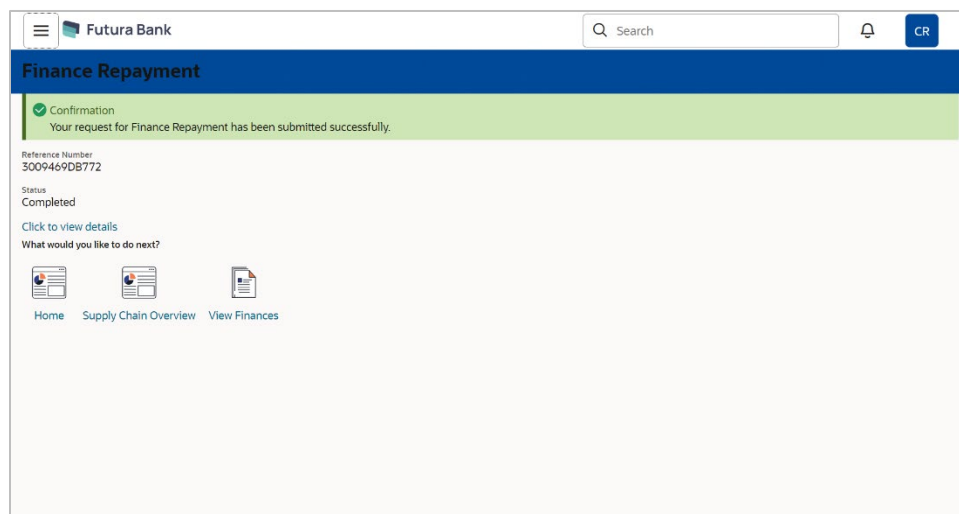 Futura Bank
Search
CR
Finance Repayment
Confirmation
Your request for Finance Repayment has been submitted successfully.
Reference Number
3009469DB772
Status
Completed
Click to view details
What would you like to do next?
Home Supply Chain Overview View Finances